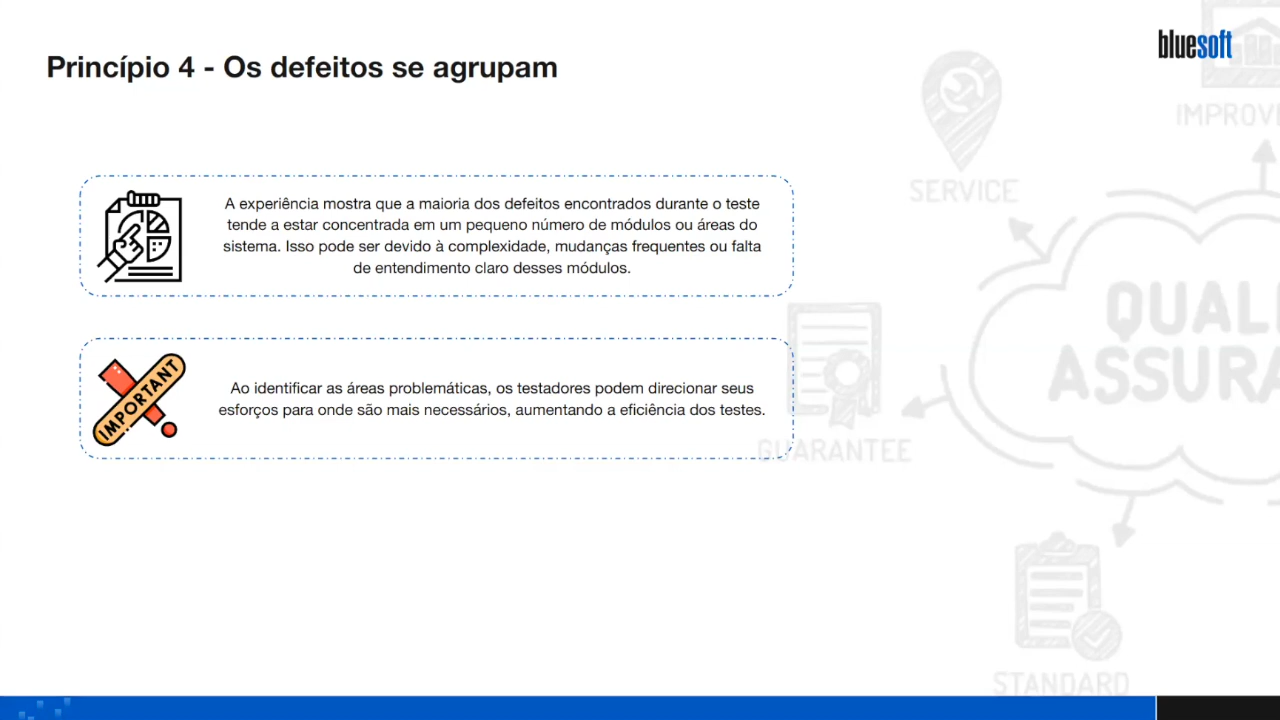 bluesoft
Princípio 4 - Os defeitos se agrupam
IMPROV
SERVICE
A experiência mostra que a maioria dos defeitos encontrados durante o teste
tende a estar concentrada em um pequeno número de módulos ou áreas do
sistema. Isso pode ser devido à complexidade, mudanças frequentes ou falta
de entendimento claro desses módulos.
QUALI
ASSURA
IMPORTANT
Ao identificar as áreas problemáticas, os testadores podem direcionar seus
esforços para onde são mais necessários, aumentando a eficiência dos testes.
GUARANTEE
STANDARD